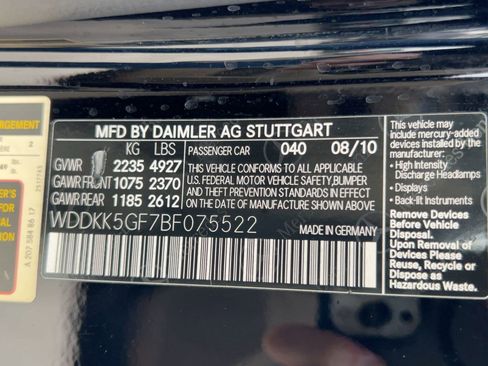 MFD BY DAIMLER AG STUTTGART
KG LBS PASSENGER CAR 040 08/10
GVWR 2235 4927
GAWR FRONT 1075 2370
GAWR REAR 1185 2612
THIS VEHICLE CONFORMS TO ALL APPLICABLE
U.S. FEDERAL MOTOR VEHICLE SAFETY, BUMPER
AND THEFT PREVENTION STANDARDS IN EFFECT
ON THE DATE OF MANUFACTURE SHOWN ABOVE.
WDDKK5GF7BF075522
MADE IN GERMANY
This vehicle may
include mercury-added
devices installed by the
manufacturer:
• High Intensity
Discharge Headlamps
• Displays
• Back-lit Instruments
Remove Devices
Before Vehicle
Disposal.
Upon Removal of
Devices Please
Reuse, Recycle or
Dispose as
Hazardous Waste.
A 207 584 86 17